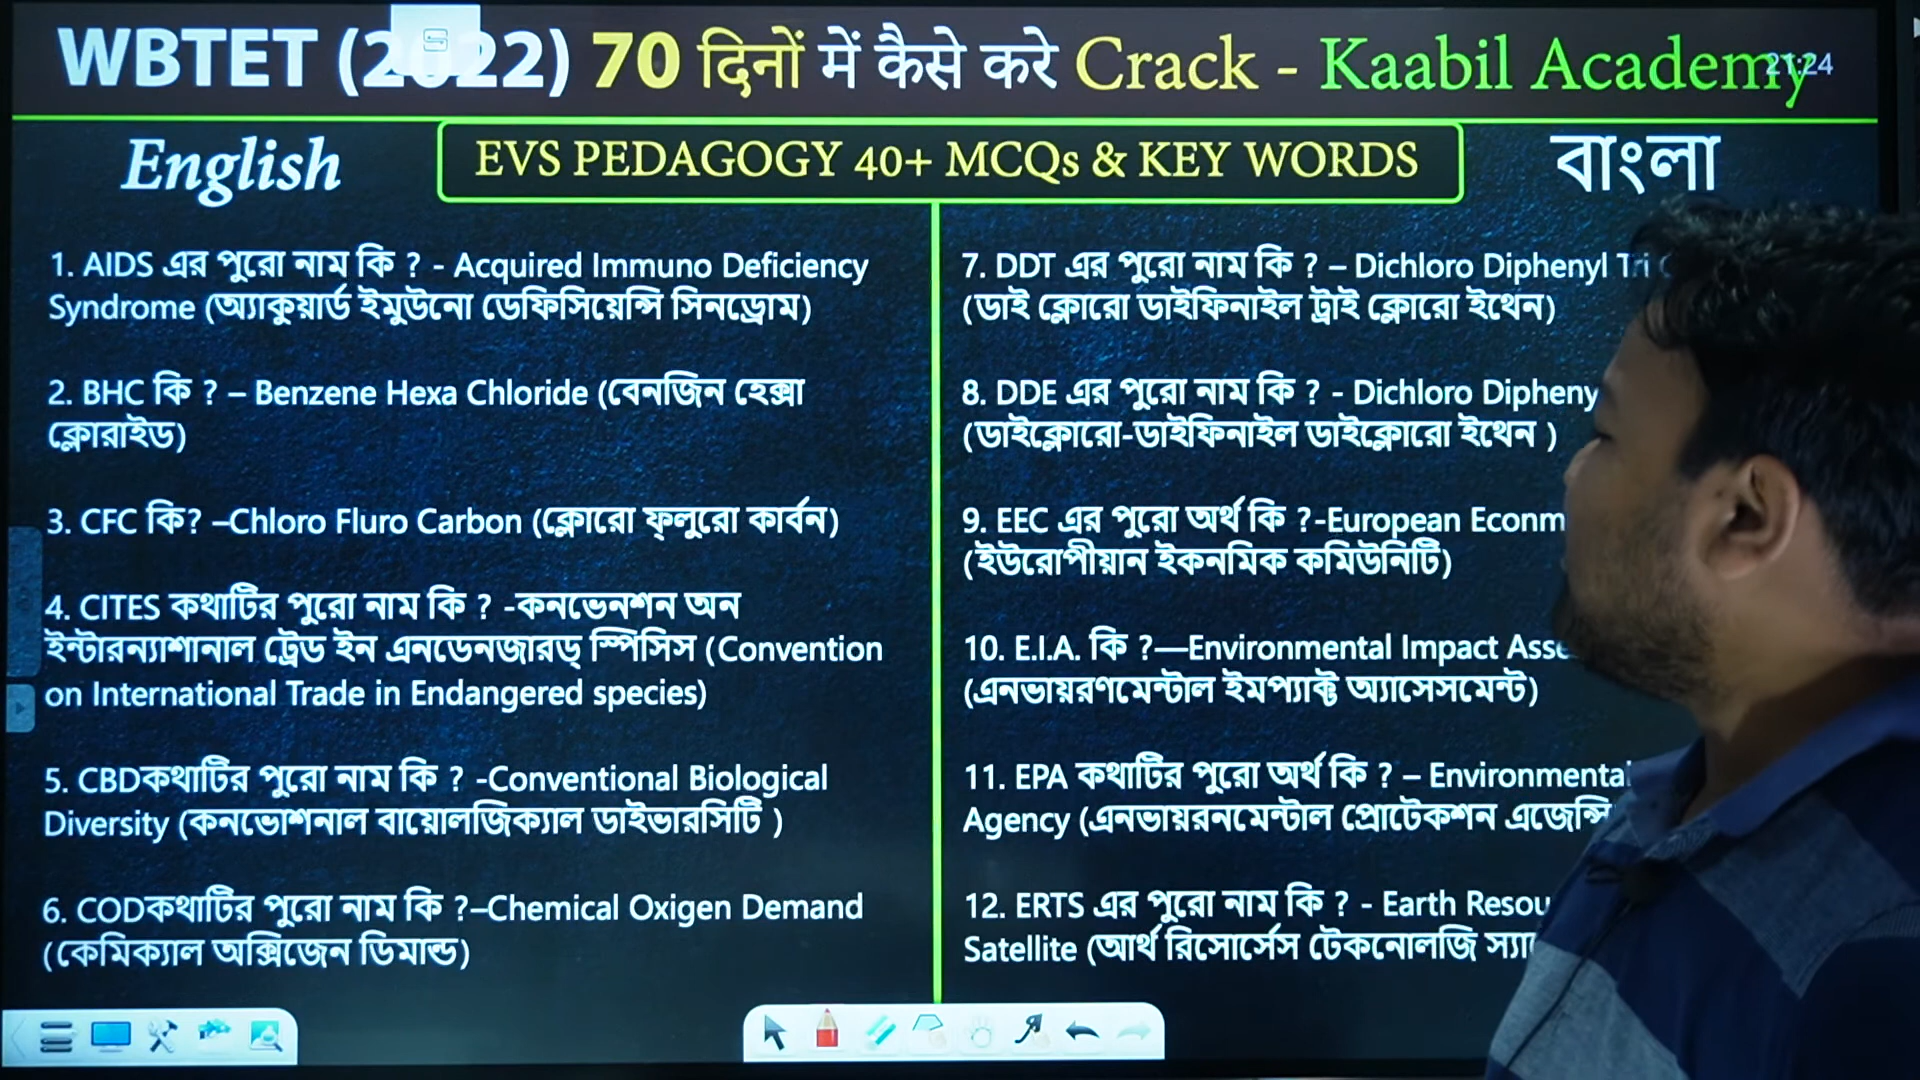 WBTET (2022) 70 दिनों में कैसे करे Crack - Kaabil Academy
21:24
English
EVS PEDAGOGY 40+ MCQs & KEY WORDS
বাংলা
1. AIDS এর পুরো নাম কি ? - Acquired Immuno Deficiency
Syndrome (অ্যাকুয়ার্ড ইমুউনো ডেফিসিয়েন্সি সিনড্রোম)
2. BHC কি ? – Benzene Hexa Chloride (বেনজিন হেক্সা
ক্লোরাইড)
3. CFC কি? –Chloro Fluro Carbon (ক্লোরো ফ্লুরো কার্বন)
4. CITES কথাটির পুরো নাম কি ? -কনভেনশন অন
ইন্টারন্যাশানাল ট্রেড ইন এনডেনজারড্ স্পিসিস (Convention
on International Trade in Endangered species)
5. CBDকথাটির পুরো নাম কি ? -Conventional Biological
Diversity (কনভোশনাল বায়োলজিক্যাল ডাইভারসিটি )
6. CODকথাটির পুরো নাম কি ?–Chemical Oxigen Demand
(কেমিক্যাল অক্সিজেন ডিমান্ড)
7. DDT এর পুরো নাম কি ? – Dichloro Diphenyl Tri
(ডাই ক্লোরো ডাইফিনাইল ট্রাই ক্লোরো ইথেন)
8. DDE এর পুরো নাম কি ? - Dichloro
(ডাইক্লোরো-ডাইফিনাইল ডাইক্লোরো ইথেন )
9. EEC এর পুরো অর্থ কি ?-European
(ইউরোপীয়ান ইকনমিক কমিউনিটি)
10. E.I.A. কি ?—Environmental Impact
(এনভায়রণমেন্টাল ইমপ্যাক্ট অ্যাসেসমেন্ট)
11. EPA কথাটির পুরো অর্থ কি ? – Environmental
Agency (এনভায়রনমেন্টাল প্রোটেকশন এজেন্সি
12. ERTS এর পুরো নাম কি ? - Earth
Satellite (আর্থ রিসোর্সেস টেকনোলজি